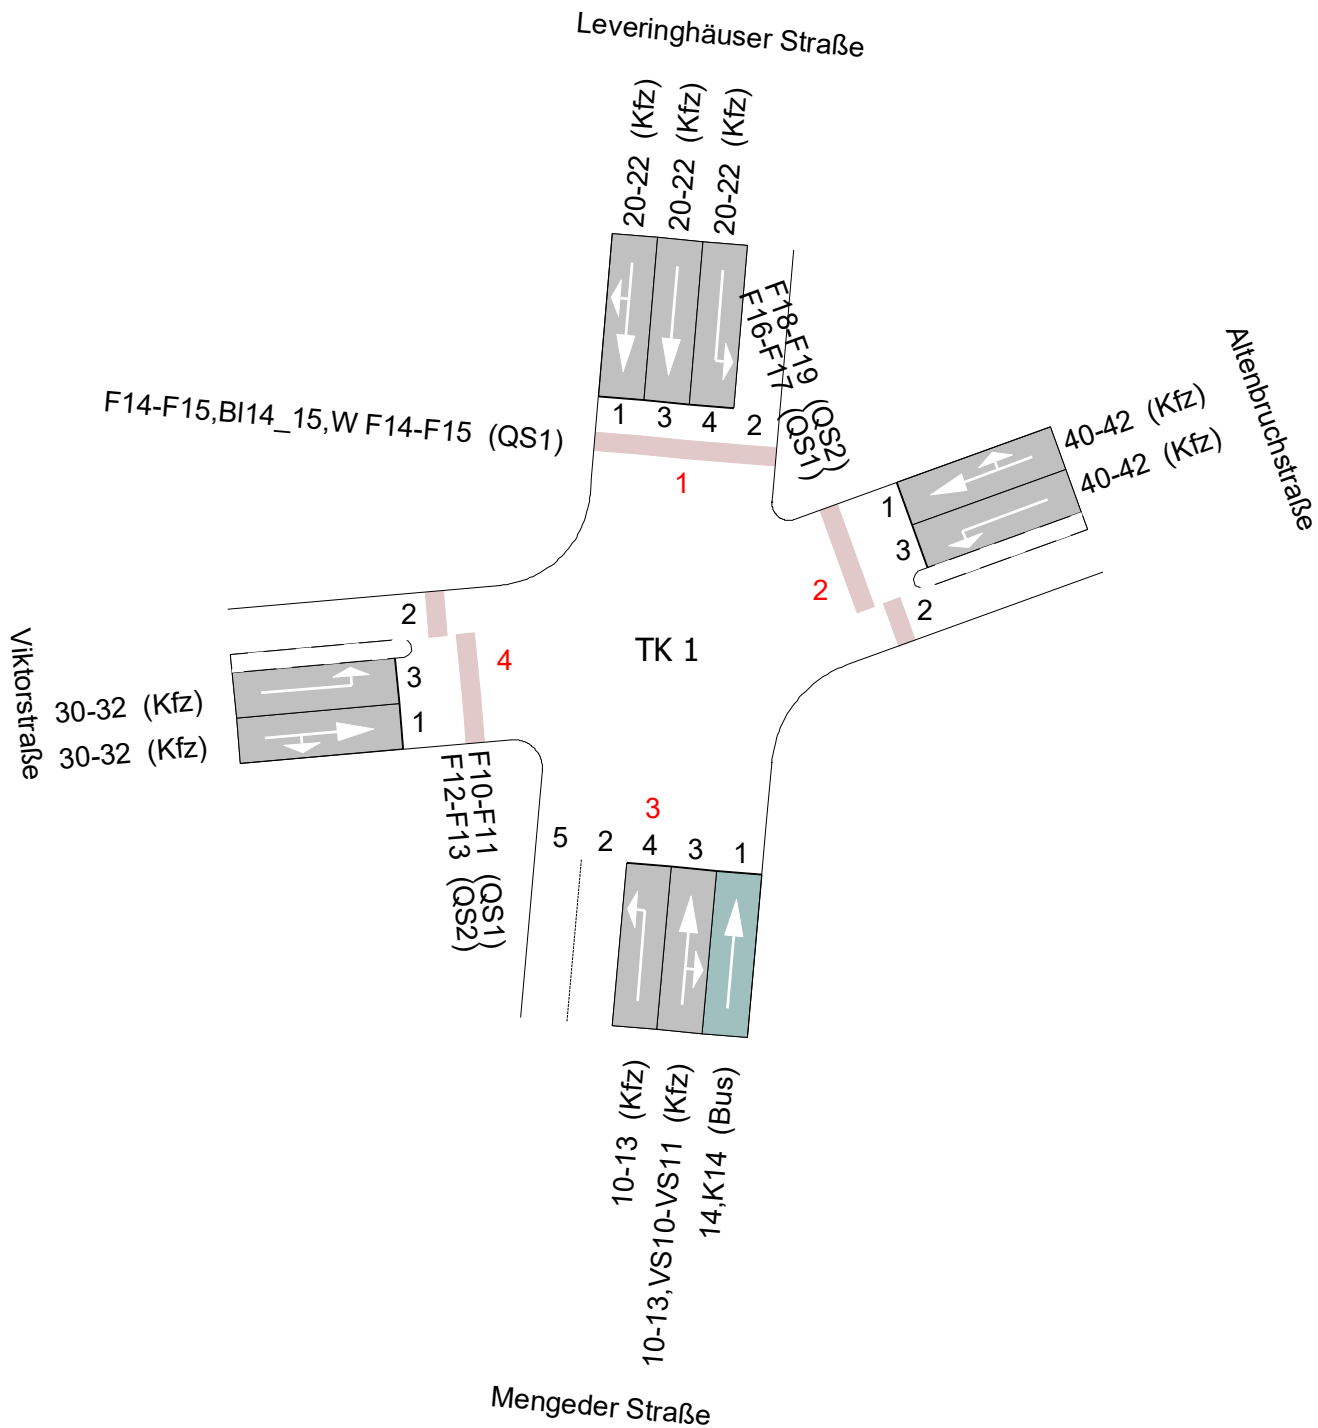 Leveringhäuser Straße
20-22 (Kfz)
20-22 (Kfz)
20-22 (Kfz)
F18-F19 (QS2)
F16-F17 (QS1)
Altenbruchstraße
F14-F15,BI14_15,W F14-F15 (QS1)
1
3
4
2
1
40-42 (Kfz)
40-42 (Kfz)
1
3
2
2
TK 1
Viktorstraße
2
3
1
4
30-32 (Kfz)
30-32 (Kfz)
F10-F11 (QS1)
F12-F13 (QS2)
3
5
2
4
3
1
10-13 (Kfz)
10-13,VS10-VS11 (Kfz)
14,K14 (Bus)
Mengeder Straße